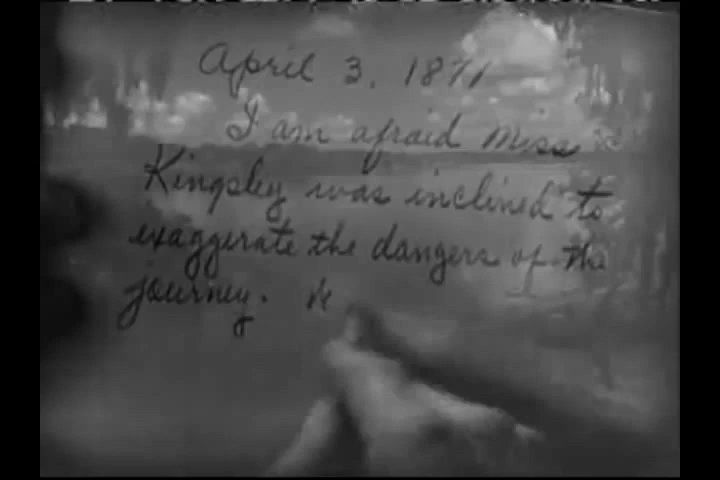 April 3, 1871
I am afraid Miss
Kingsley was inclined to
exaggerate the dangers of the
journey.